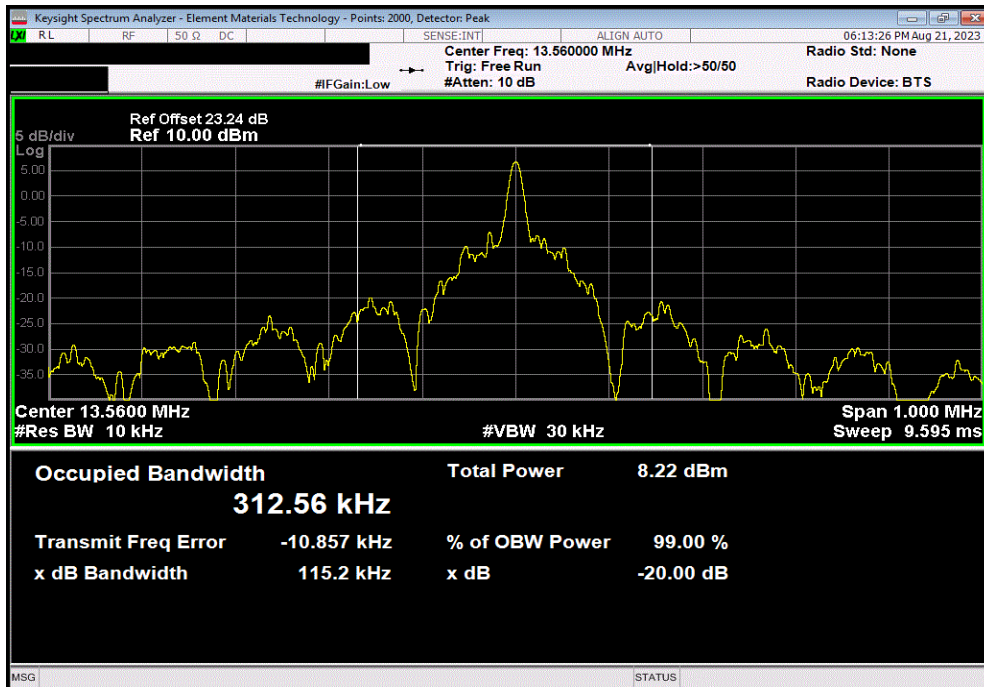 Keysight Spectrum Analyzer - Element Materials Technology - Points: 2000, Detector: Peak
LXI RL RF 50 Ω DC SENSE:INT ALIGN AUTO 06:13:26 PM Aug 21, 2023
Center Freq: 13.560000 MHz Radio Std: None
Trig: Free Run Avg|Hold:>50/50
#IFGain:Low #Atten: 10 dB Radio Device: BTS
Ref Offset 23.24 dB
5 dB/div Ref 10.00 dBm
Log
5.00
0.00
-5.00
-10.0
-15.0
-20.0
-25.0
-30.0
-35.0
Center 13.5600 MHz Span 1.000 MHz
#Res BW 10 kHz #VBW 30 kHz Sweep 9.595 ms
Occupied Bandwidth Total Power 8.22 dBm
312.56 kHz
Transmit Freq Error -10.857 kHz % of OBW Power 99.00 %
x dB Bandwidth 115.2 kHz x dB -20.00 dB
MSG STATUS